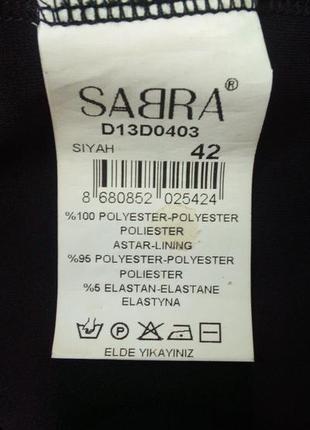 SABRA®
D13D0403
SIYAH 42
8 680852 025424
%100 POLYESTER-POLYESTER
POLIESTER
ASTAR-LINING
%95 POLYESTER-POLYESTER
POLIESTER
%5 ELASTAN-ELASTANE
ELASTYNA
P
ELDE YIKAYINIZ